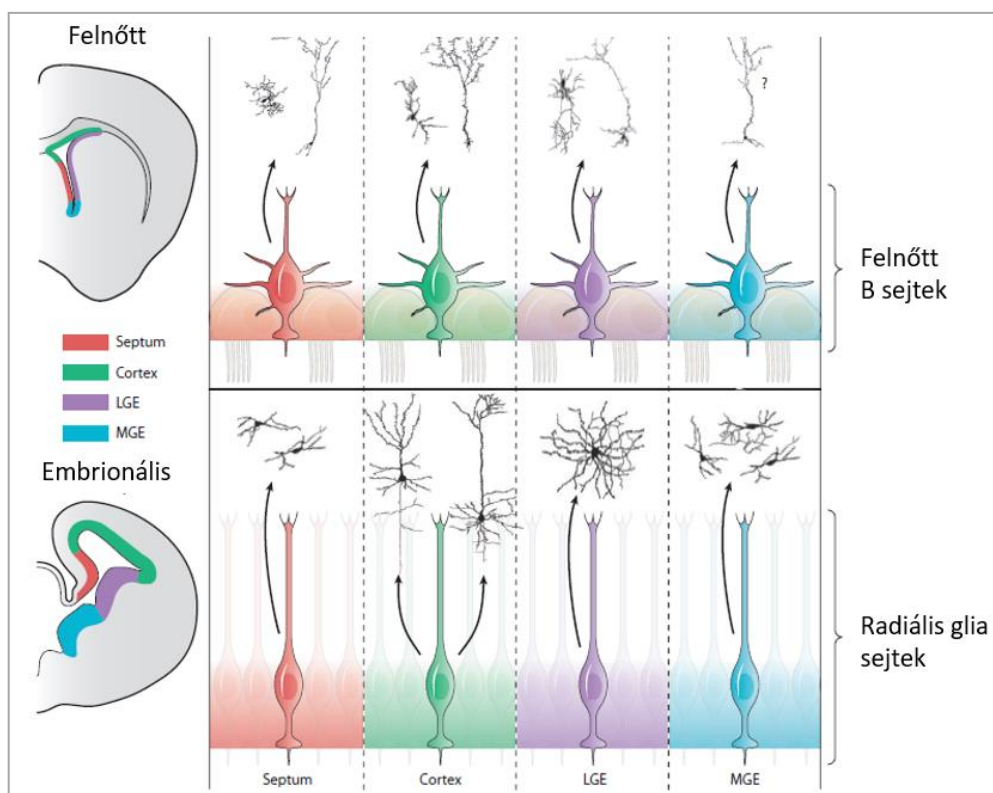 Felnőtt
?
Felnőtt
B sejtek
Septum
Cortex
LGE
MGE
Embrionális
Radiális glia
sejtek
Septum
Cortex
LGE
MGE